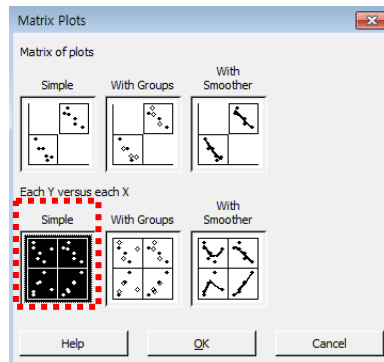 Matrix Plots
Matrix of plots
Simple
With Groups
With
Smoother
Each Y versus each X
Simple
With Groups
With
Smoother
Help
OK
Cancel